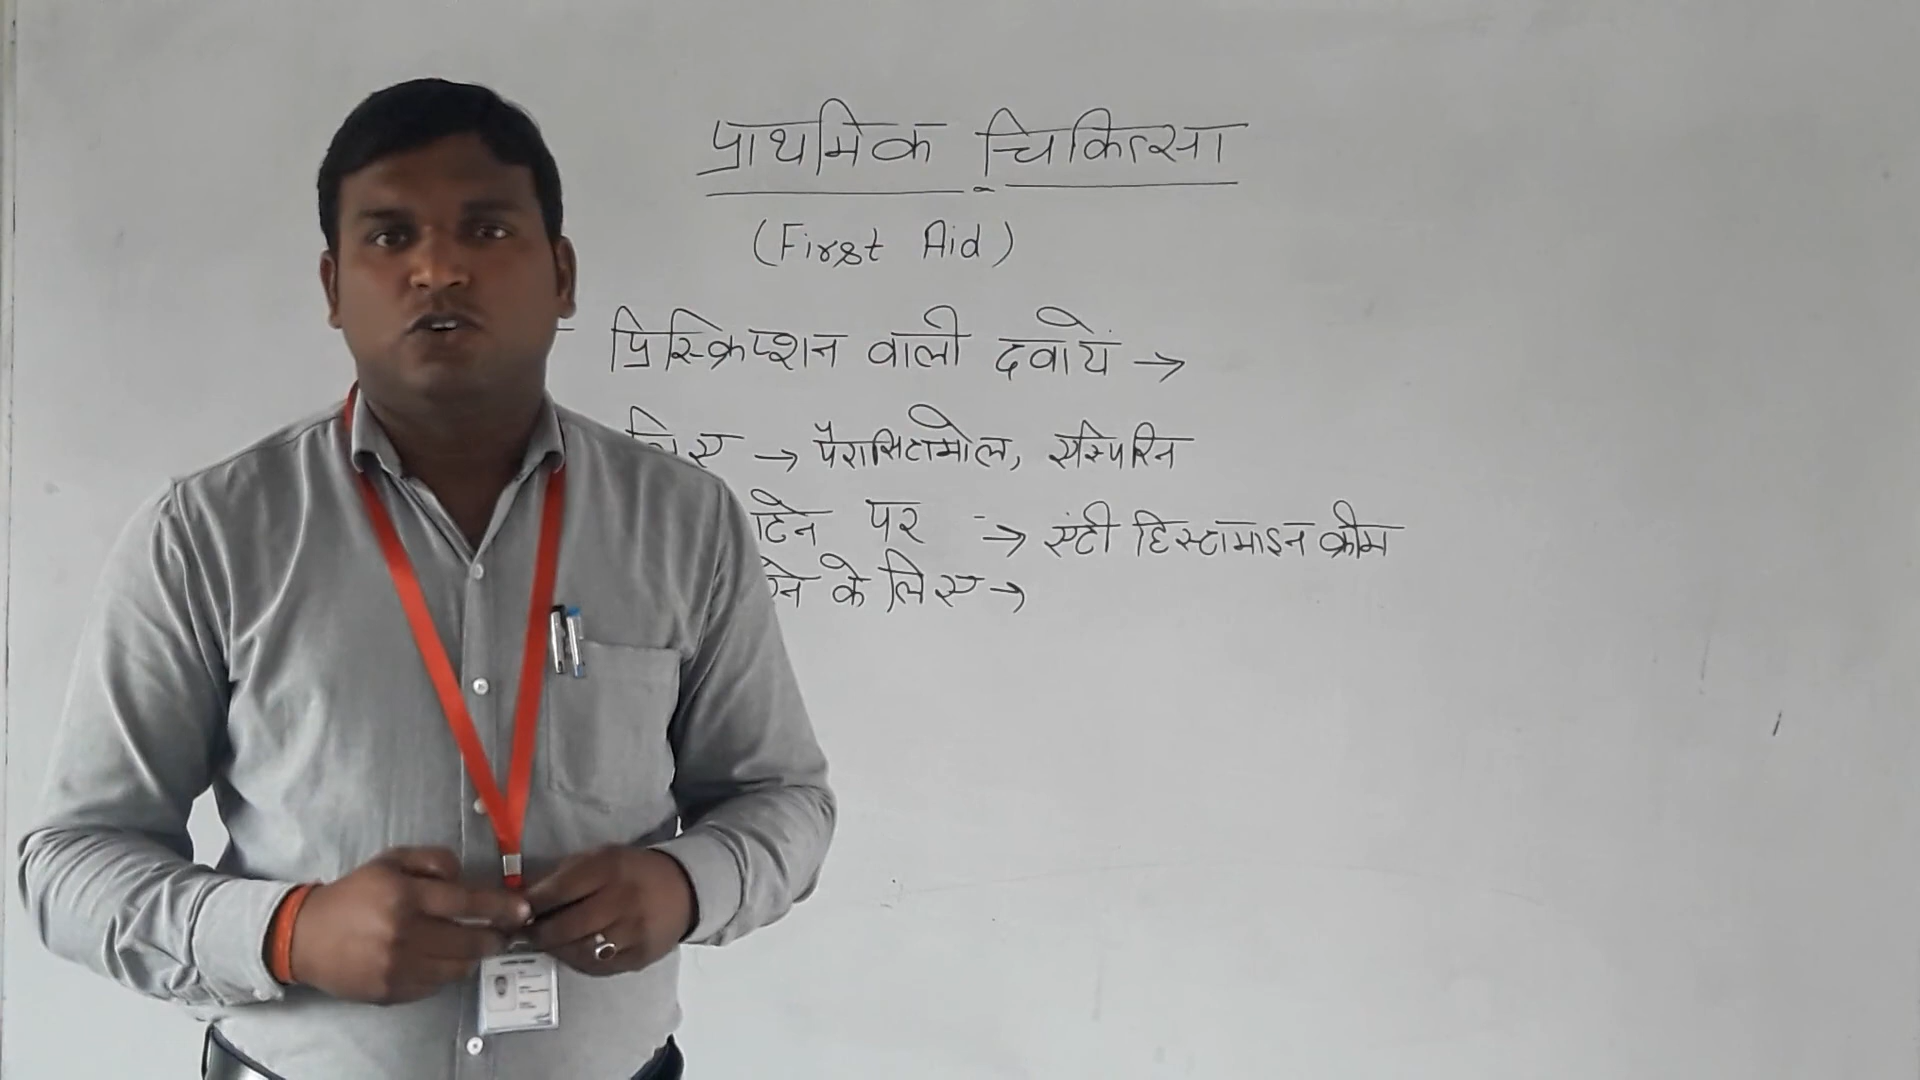 प्राथमिक चिकित्सा
(First Aid)
प्रिस्क्रिप्शन वाली दवायें →
लिए → पैरासिटामोल, एस्पिरिन
पर → एंटी हिस्टामाइन क्रीम
के लिए →